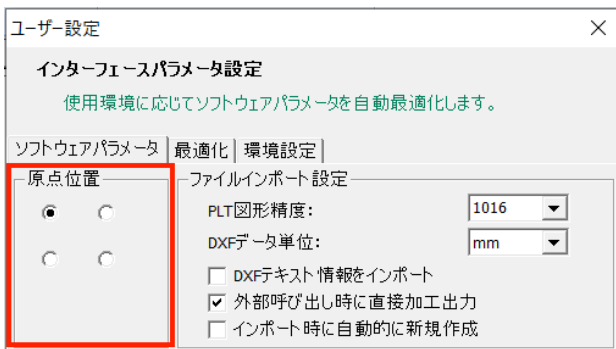 ユーザー設定
インターフェースパラメータ設定
使用環境に応じてソフトウェアパラメータを自動最適化します。
ソフトウェアパラメータ 最適化 環境設定
原点位置
ファイルインポート設定
PLT図形精度: 1016
DXFデータ単位: mm
DXFテキスト情報をインポート
外部呼び出し時に直接加工出力
インポート時に自動的に新規作成